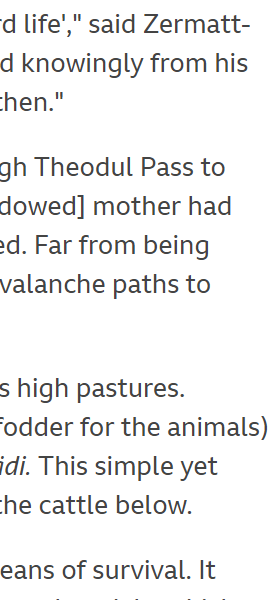 rd life'," said Zermatt-
d knowingly from his
then."
gh Theodul Pass to
dowed] mother had
ed. Far from being
valanche paths to
s high pastures.
fodder for the animals)
idi. This simple yet
the cattle below.
eans of survival. It